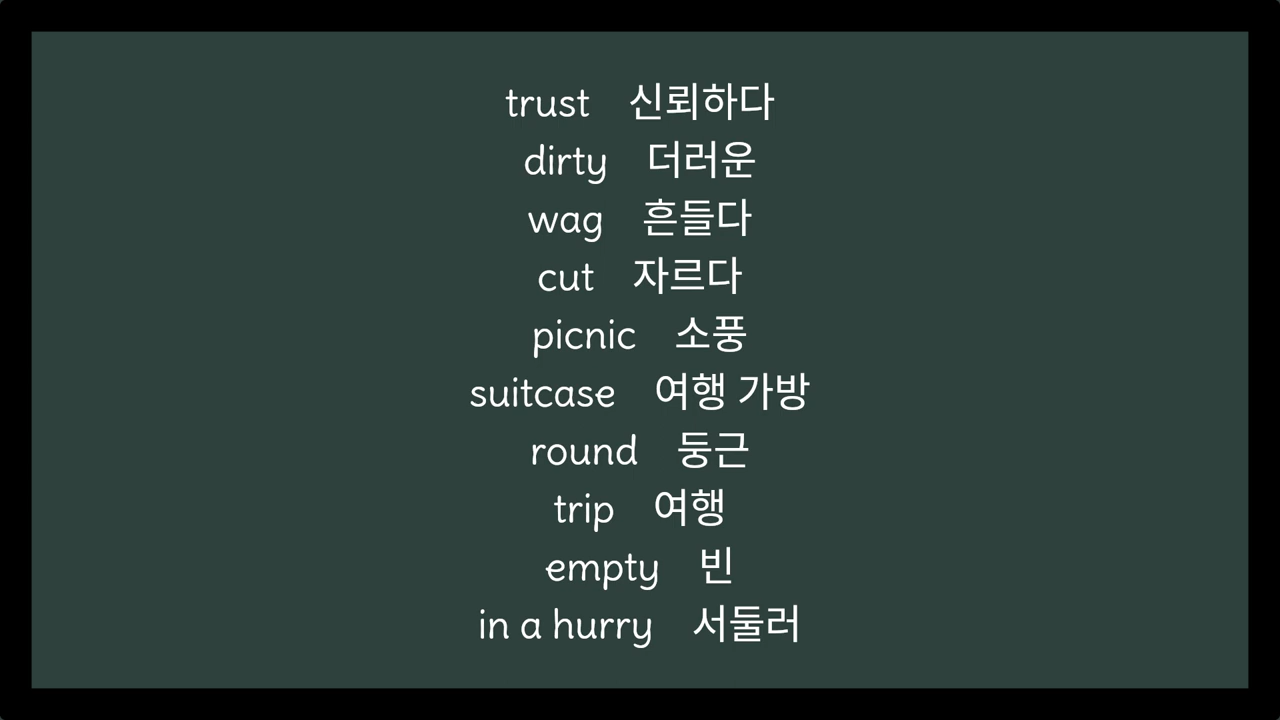 trust 신뢰하다
dirty 더러운
wag 흔들다
cut 자르다
picnic 소풍
suitcase 여행 가방
round 둥근
trip 여행
empty 빈
in a hurry 서둘러